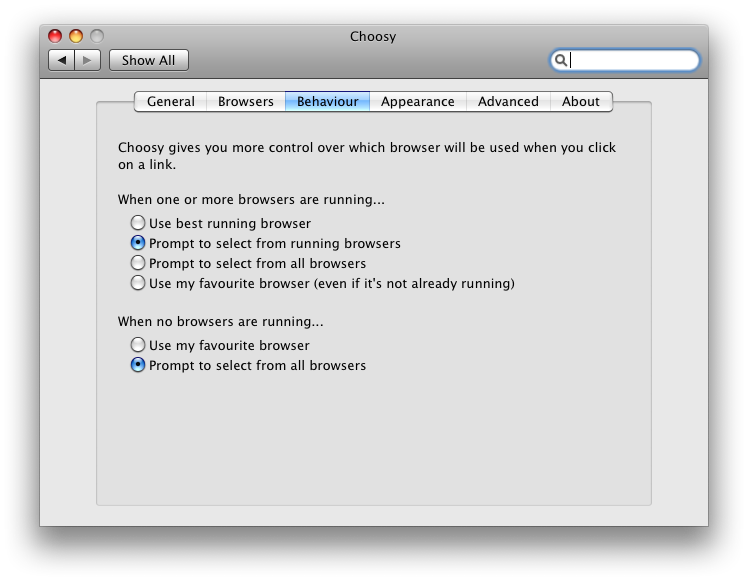 Choosy
Show All
General Browsers Behaviour Appearance Advanced About
Choosy gives you more control over which browser will be used when you click
on a link.
When one or more browsers are running...
Use best running browser
Prompt to select from running browsers
Prompt to select from all browsers
Use my favourite browser (even if it's not already running)
When no browsers are running...
Use my favourite browser
Prompt to select from all browsers